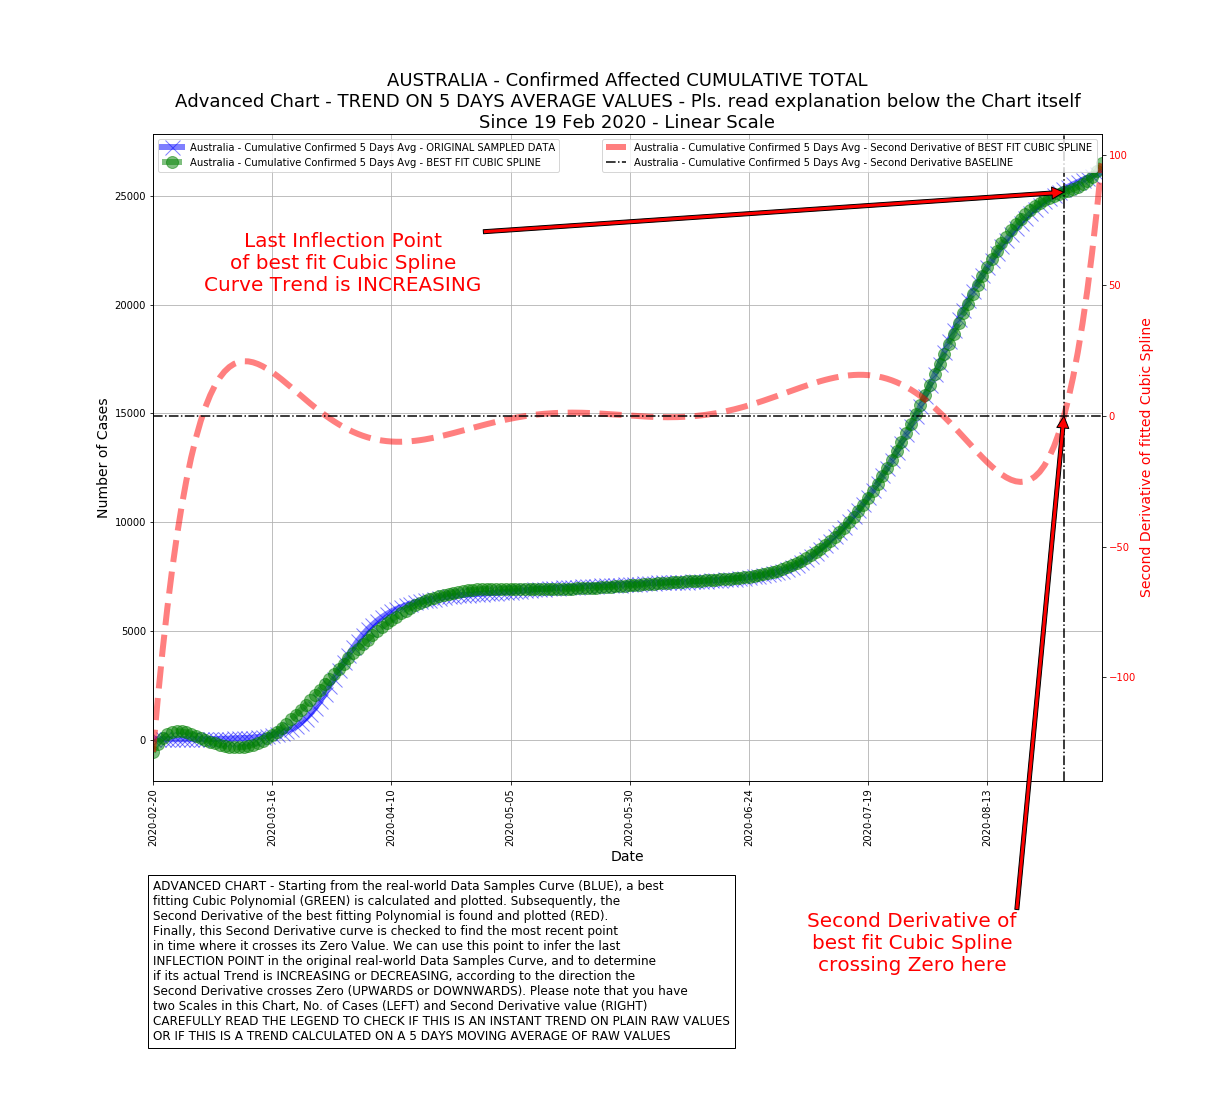 AUSTRALIA - Confirmed Affected CUMULATIVE TOTAL
Advanced Chart - TREND ON 5 DAYS AVERAGE VALUES - Pls. read explanation below the Chart itself
Since 19 Feb 2020 - Linear Scale
Australia - Cumulative Confirmed 5 Days Avg - ORIGINAL SAMPLED DATA
Australia - Cumulative Confirmed 5 Days Avg - BEST FIT CUBIC SPLINE
Australia - Cumulative Confirmed 5 Days Avg - Second Derivative of BEST FIT CUBIC SPLINE
Australia - Cumulative Confirmed 5 Days Avg - Second Derivative BASELINE
Last Inflection Point
of best fit Cubic Spline
Curve Trend is INCREASING
Number of Cases
25000
20000
15000
10000
5000
0
100
50
0
−50
−100
Second Derivative of fitted Cubic Spline
2020-02-20
2020-03-16
2020-04-10
2020-05-05
2020-05-30
2020-06-24
2020-07-19
2020-08-13
Date
ADVANCED CHART - Starting from the real-world Data Samples Curve (BLUE), a best
fitting Cubic Polynomial (GREEN) is calculated and plotted. Subsequently, the
Second Derivative of the best fitting Polynomial is found and plotted (RED).
Finally, this Second Derivative curve is checked to find the most recent point
in time where it crosses its Zero Value. We can use this point to infer the last
INFLECTION POINT in the original real-world Data Samples Curve, and to determine
if its actual Trend is INCREASING or DECREASING, according to the direction the
Second Derivative crosses Zero (UPWARDS or DOWNWARDS). Please note that you have
two Scales in this Chart, No. of Cases (LEFT) and Second Derivative value (RIGHT)
CAREFULLY READ THE LEGEND TO CHECK IF THIS IS AN INSTANT TREND ON PLAIN RAW VALUES
OR IF THIS IS A TREND CALCULATED ON A 5 DAYS MOVING AVERAGE OF RAW VALUES
Second Derivative of
best fit Cubic Spline
crossing Zero here